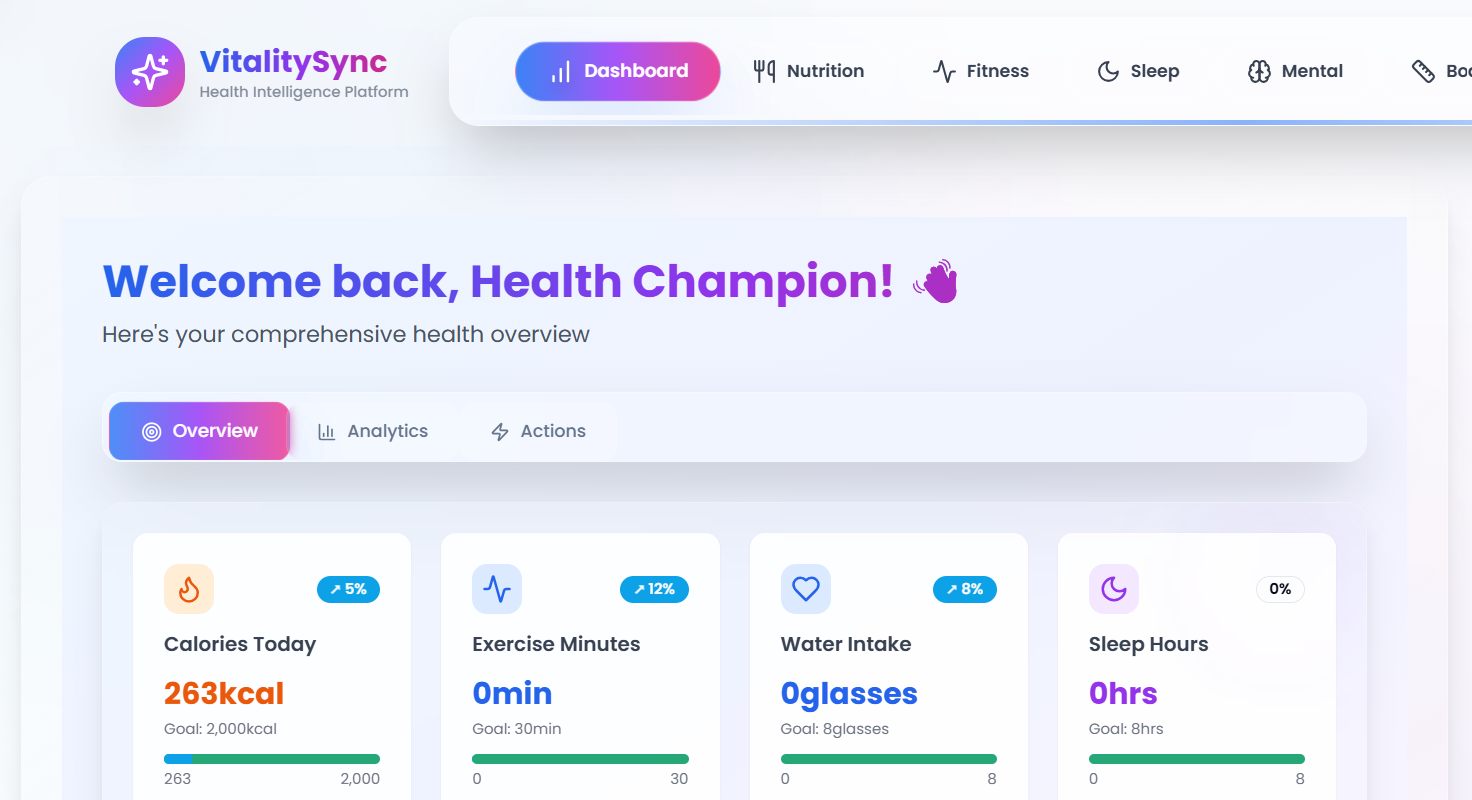 VitalitySync
Health Intelligence Platform
Dashboard
Nutrition
Fitness
Sleep
Mental
Welcome back, Health Champion!
Here's your comprehensive health overview
Overview
Analytics
Actions
↗ 5%
Calories Today
263kcal
Goal: 2,000kcal
263 2,000
↗ 12%
Exercise Minutes
0min
Goal: 30min
0 30
↗ 8%
Water Intake
0glasses
Goal: 8glasses
0 8
0%
Sleep Hours
0hrs
Goal: 8hrs
0 8